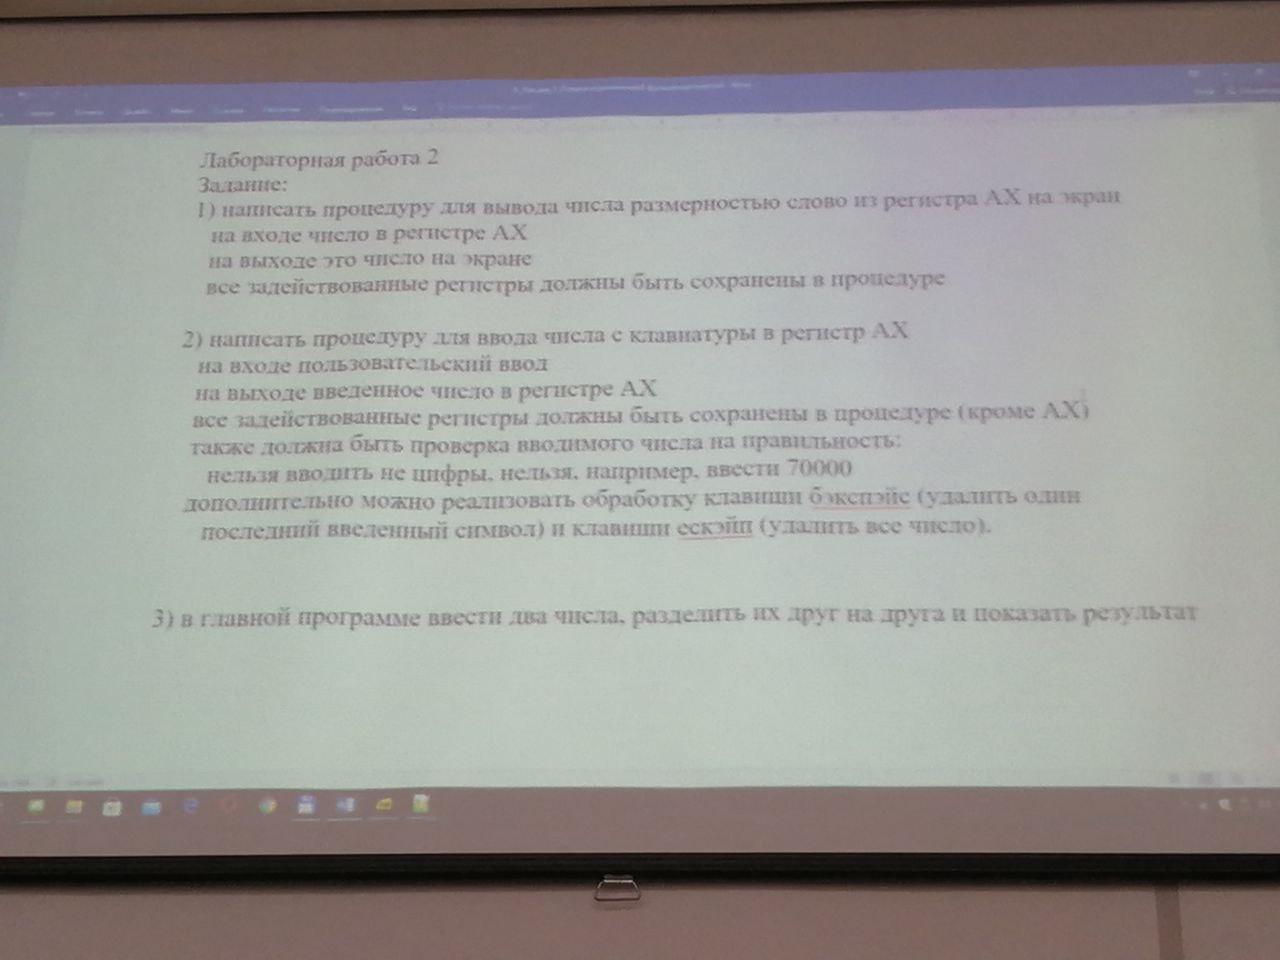 Лабораторная работа 2
Задание:
1) написать процедуру для вывода числа размерностью слово из регистра AX на экран
на входе число в регистре AX
на выходе это число на экране
все задействованные регистры должны быть сохранены в процедуре
2) написать процедуру для ввода числа с клавиатуры в регистр AX
на входе пользовательский ввод
на выходе введенное число в регистре AX
все задействованные регистры должны быть сохранены в процедуре (кроме AX)
также должна быть проверка вводимого числа на правильность:
нельзя вводить не цифры, нельзя, например, ввести 70000
дополнительно можно реализовать обработку клавиши бэкспэйс (удалить один
последний введенный символ) и клавиши ескэйп (удалить все число).
3) в главной программе ввести два числа, разделить их друг на друга и показать результат